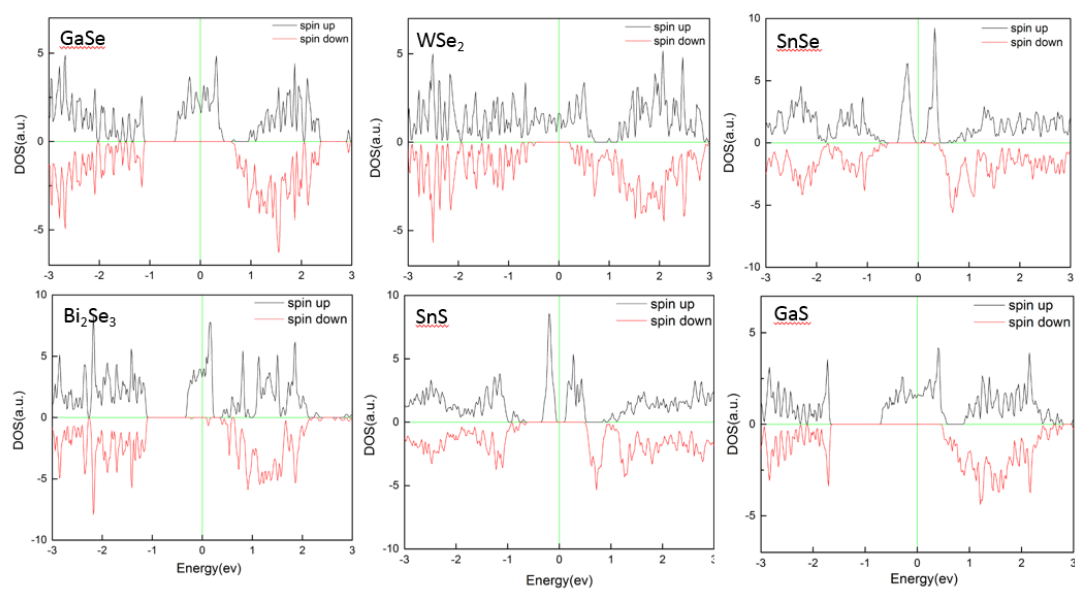 GaSe
spin up
spin down
DOS(a.u.)
5
0
-5
-3 -2 -1 0 1 2 3
WSe2
spin up
spin down
DOS(a.u.)
5
0
-5
-3 -2 -1 0 1 2 3
SnSe
spin up
spin down
DOS(a.u.)
10
5
0
-5
-10
-3 -2 -1 0 1 2 3
Bi2Se3
spin up
spin down
DOS(a.u.)
10
5
0
-5
-10
-3 -2 -1 0 1 2 3
Energy(ev)
SnS
spin up
spin down
DOS(a.u.)
10
5
0
-5
-10
-3 -2 -1 0 1 2 3
Energy(ev)
GaS
spin up
spin down
DOS(a.u.)
5
0
-5
-3 -2 -1 0 1 2 3
Energy(ev)